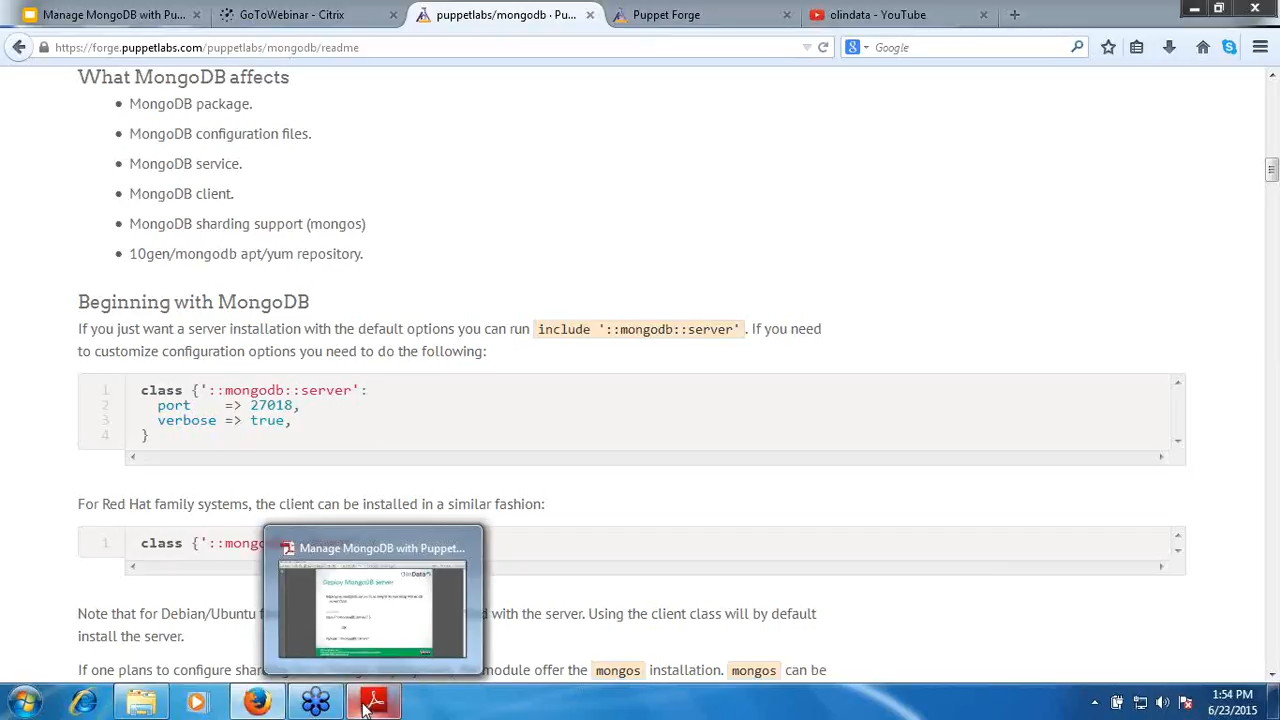 Manage MongoDB with Pu...
GoToWebinar - Citrix
puppetlabs/mongodb · Pu...
Puppet Forge
olindata - YouTube
https://forge.puppetlabs.com/puppetlabs/mongodb/readme
Google
What MongoDB affects
MongoDB package.
MongoDB configuration files.
MongoDB service.
MongoDB client.
MongoDB sharding support (mongos)
10gen/mongodb apt/yum repository.
Beginning with MongoDB
If you just want a server installation with the default options you can run include '::mongodb::server'. If you need
to customize configuration options you need to do the following:
1 class {'::mongodb::server':
2 port => 27018,
3 verbose => true,
4 }
For Red Hat family systems, the client can be installed in a similar fashion:
1 class {'::mongo
Manage MongoDB with Puppet...
Deploy MongoDB server
Note that for Debian/Ubuntu fa d with the server. Using the client class will by default
install the server.
If one plans to configure shar module offer the mongos installation. mongos can be
1:54 PM
6/23/2015